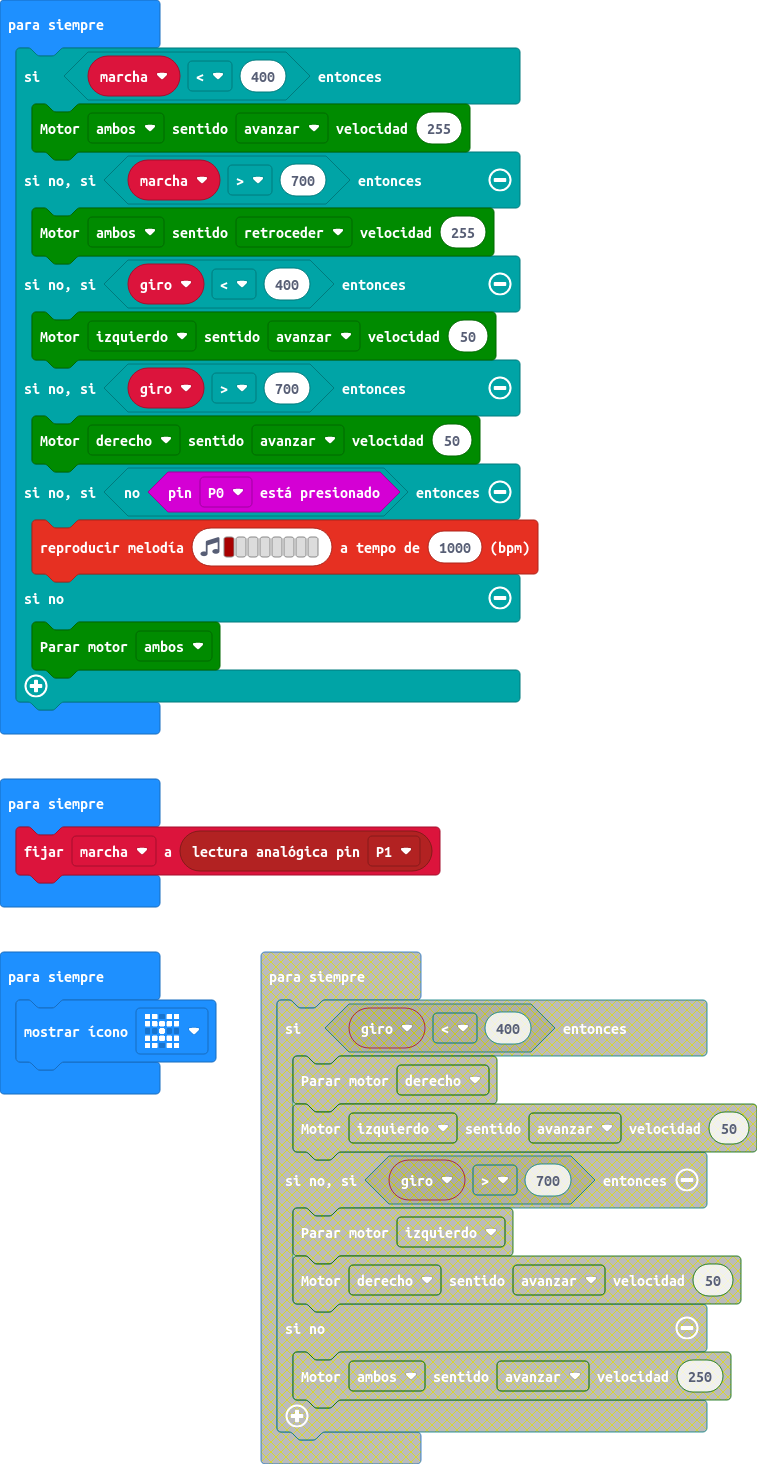 para siempre
si marcha < 400 entonces
Motor ambos sentido avanzar velocidad 255
si no, si marcha > 700 entonces
Motor ambos sentido retroceder velocidad 255
si no, si giro < 400 entonces
Motor izquierdo sentido avanzar velocidad 50
si no, si giro > 700 entonces
Motor derecho sentido avanzar velocidad 50
si no, si no pin P0 está presionado entonces
reproducir melodía a tempo de 1000 (bpm)
si no
Parar motor ambos
para siempre
fijar marcha a lectura analógica pin P1
para siempre
mostrar ícono
para siempre
si giro < 400 entonces
Parar motor derecho
Motor izquierdo sentido avanzar velocidad 50
si no, si giro > 700 entonces
Parar motor izquierdo
Motor derecho sentido avanzar velocidad 50
si no
Motor ambos sentido avanzar velocidad 250